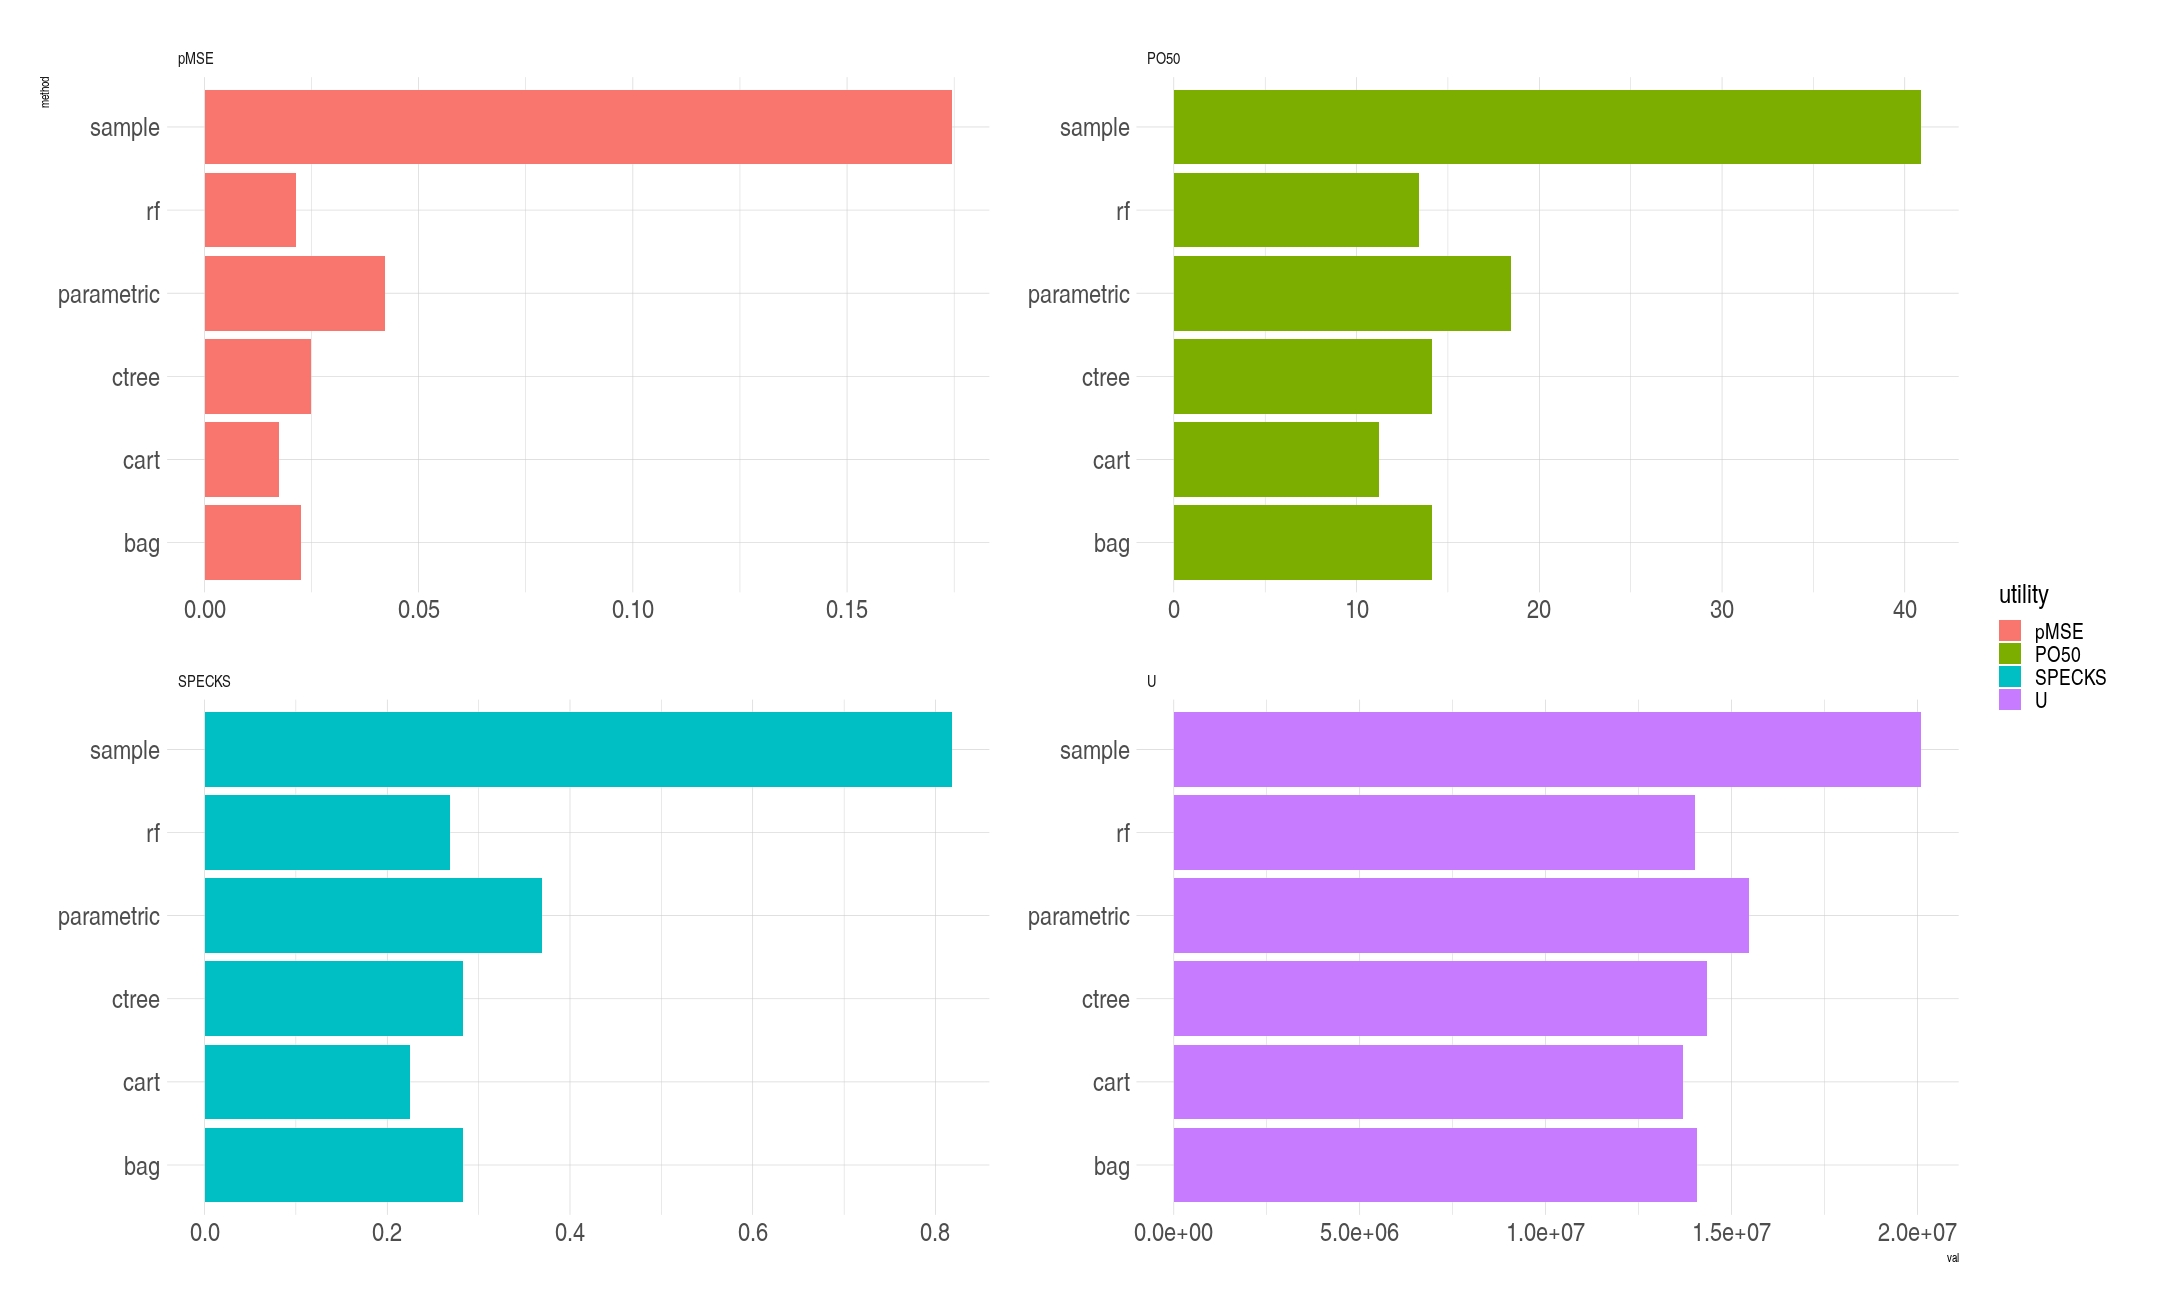 pMSE
method
sample
rf
parametric
ctree
cart
bag
0.00 0.05 0.10 0.15
PO50
sample
rf
parametric
ctree
cart
bag
0 10 20 30 40
SPECKS
sample
rf
parametric
ctree
cart
bag
0.0 0.2 0.4 0.6 0.8
U
sample
rf
parametric
ctree
cart
bag
0.0e+00 5.0e+06 1.0e+07 1.5e+07 2.0e+07
val
utility
pMSE
PO50
SPECKS
U